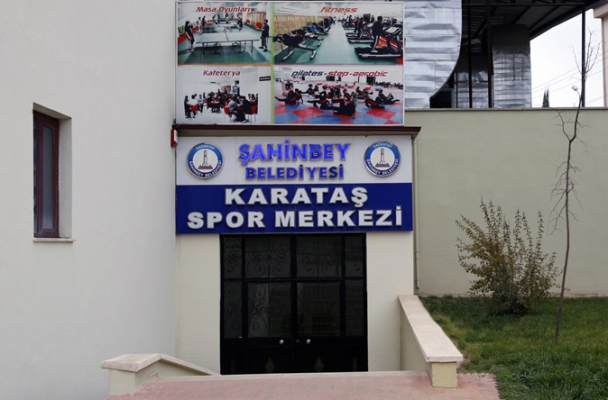 Masa Oyunları
fitness
Kafeterya
pilates-step-aerobic
ŞAHİNBEY
BELEDİYESİ
KARATAŞ
SPOR MERKEZİ